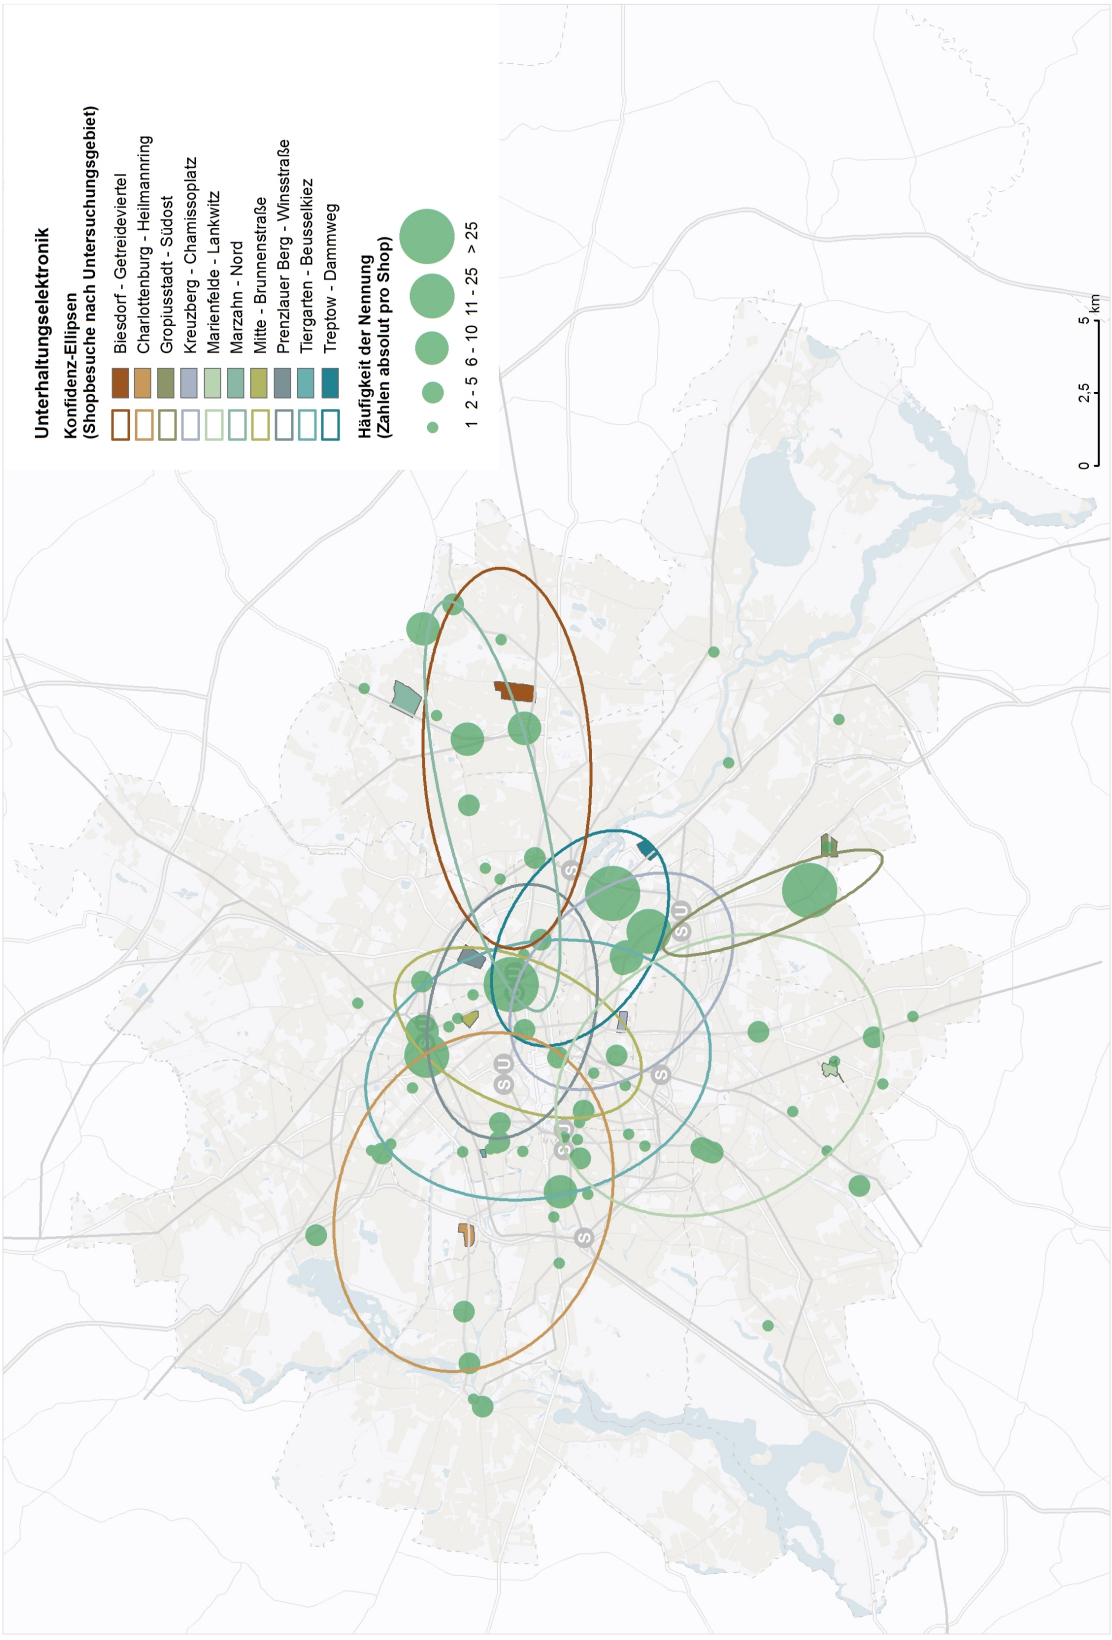 Unterhaltungselektronik
Konfidenz-Ellipsen
(Shopbesuche nach Untersuchungsgebiet)
Biesdorf - Getreideviertel
Charlottenburg - Heilmannring
Gropiusstadt - Südost
Kreuzberg - Chamissoplatz
Marienfelde - Lankwitz
Marzahn - Nord
Mitte - Brunnenstraße
Prenzlauer Berg - Winsstraße
Tiergarten - Beusselkiez
Treptow - Dammweg
Häufigkeit der Nennung
(Zahlen absolut pro Shop)
1 2 - 5 6 - 10 11 - 25 > 25
S
S U
S U
S
S U
S
0 2,5 5
km